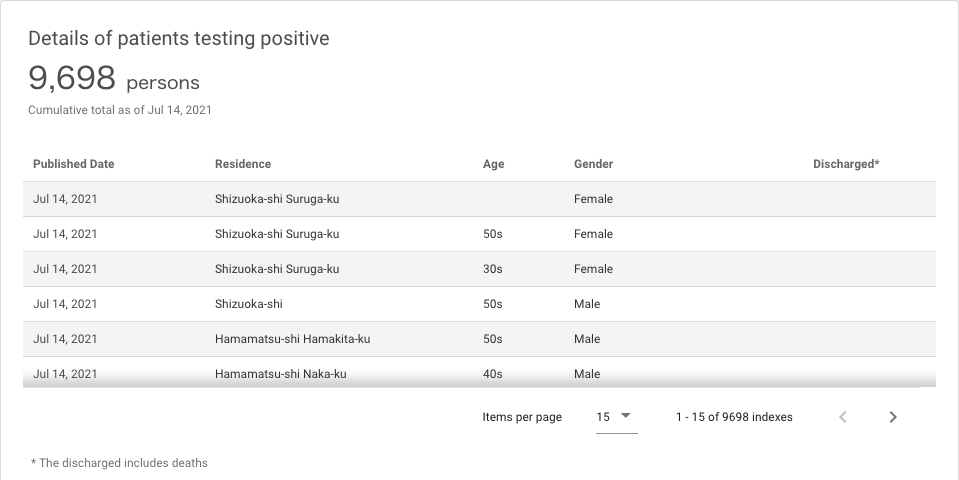 Details of patients testing positive
9,698 persons
Cumulative total as of Jul 14, 2021
Published Date Residence Age Gender Discharged*
Jul 14, 2021 Shizuoka-shi Suruga-ku Female
Jul 14, 2021 Shizuoka-shi Suruga-ku 50s Female
Jul 14, 2021 Shizuoka-shi Suruga-ku 30s Female
Jul 14, 2021 Shizuoka-shi 50s Male
Jul 14, 2021 Hamamatsu-shi Hamakita-ku 50s Male
Jul 14, 2021 Hamamatsu-shi Naka-ku 40s Male
Items per page 15 1 - 15 of 9698 indexes
* The discharged includes deaths